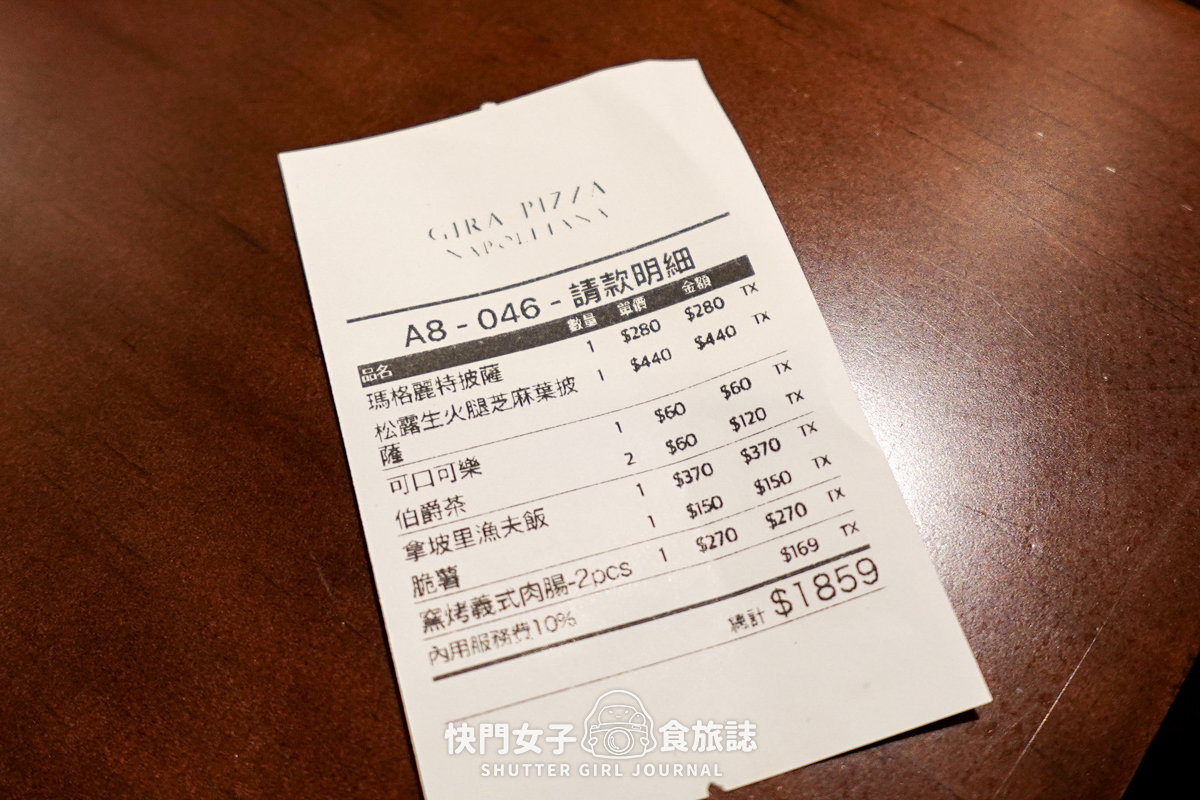 GIRA PIZZA
NAPOLETANA
A8 - 046 - 請款明細
品名 數量 單價 金額
瑪格麗特披薩 1 $280 $280 TX
松露生火腿芝麻葉披 1 $440 $440 TX
薩
可口可樂 1 $60 $60 TX
伯爵茶 2 $60 $120 TX
拿坡里漁夫飯 1 $370 $370 TX
脆薯 1 $150 $150 TX
窯烤義式肉腸-2pcs 1 $270 $270 TX
內用服務費10% $169 TX
總計 $1859
快門女子 食旅誌
SHUTTER GIRL JOURNAL